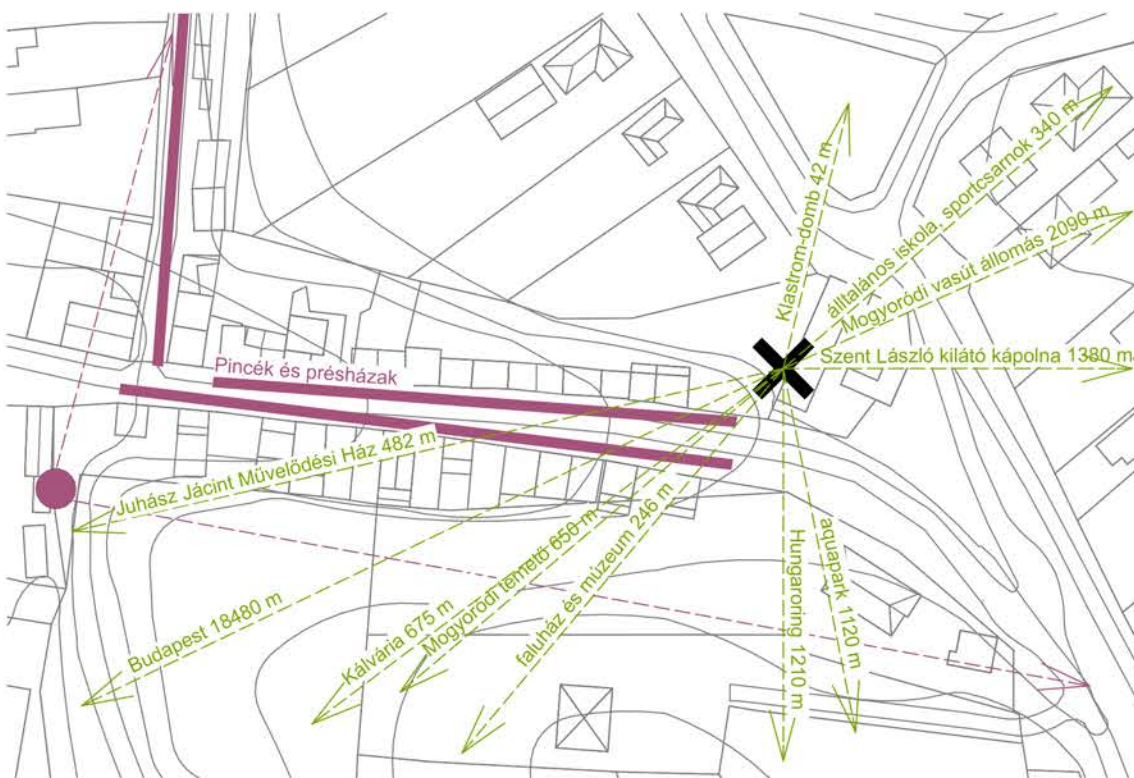 Klastrom-domb 42 m
álltalános iskola, sportcsarnok 340 m
Mogyoródi vasút állomás 2090 m
Szent László kilátó kápolna 1380 m
Pincék és présházak
Juhász Jácint Művelődési Ház 482 m
Budapest 18480 m
Kálvária 675 m
Mogyoródi temető 650 m
faluház és múzeum 246 m
Hungaroring 1210 m
aquapark 1120 m